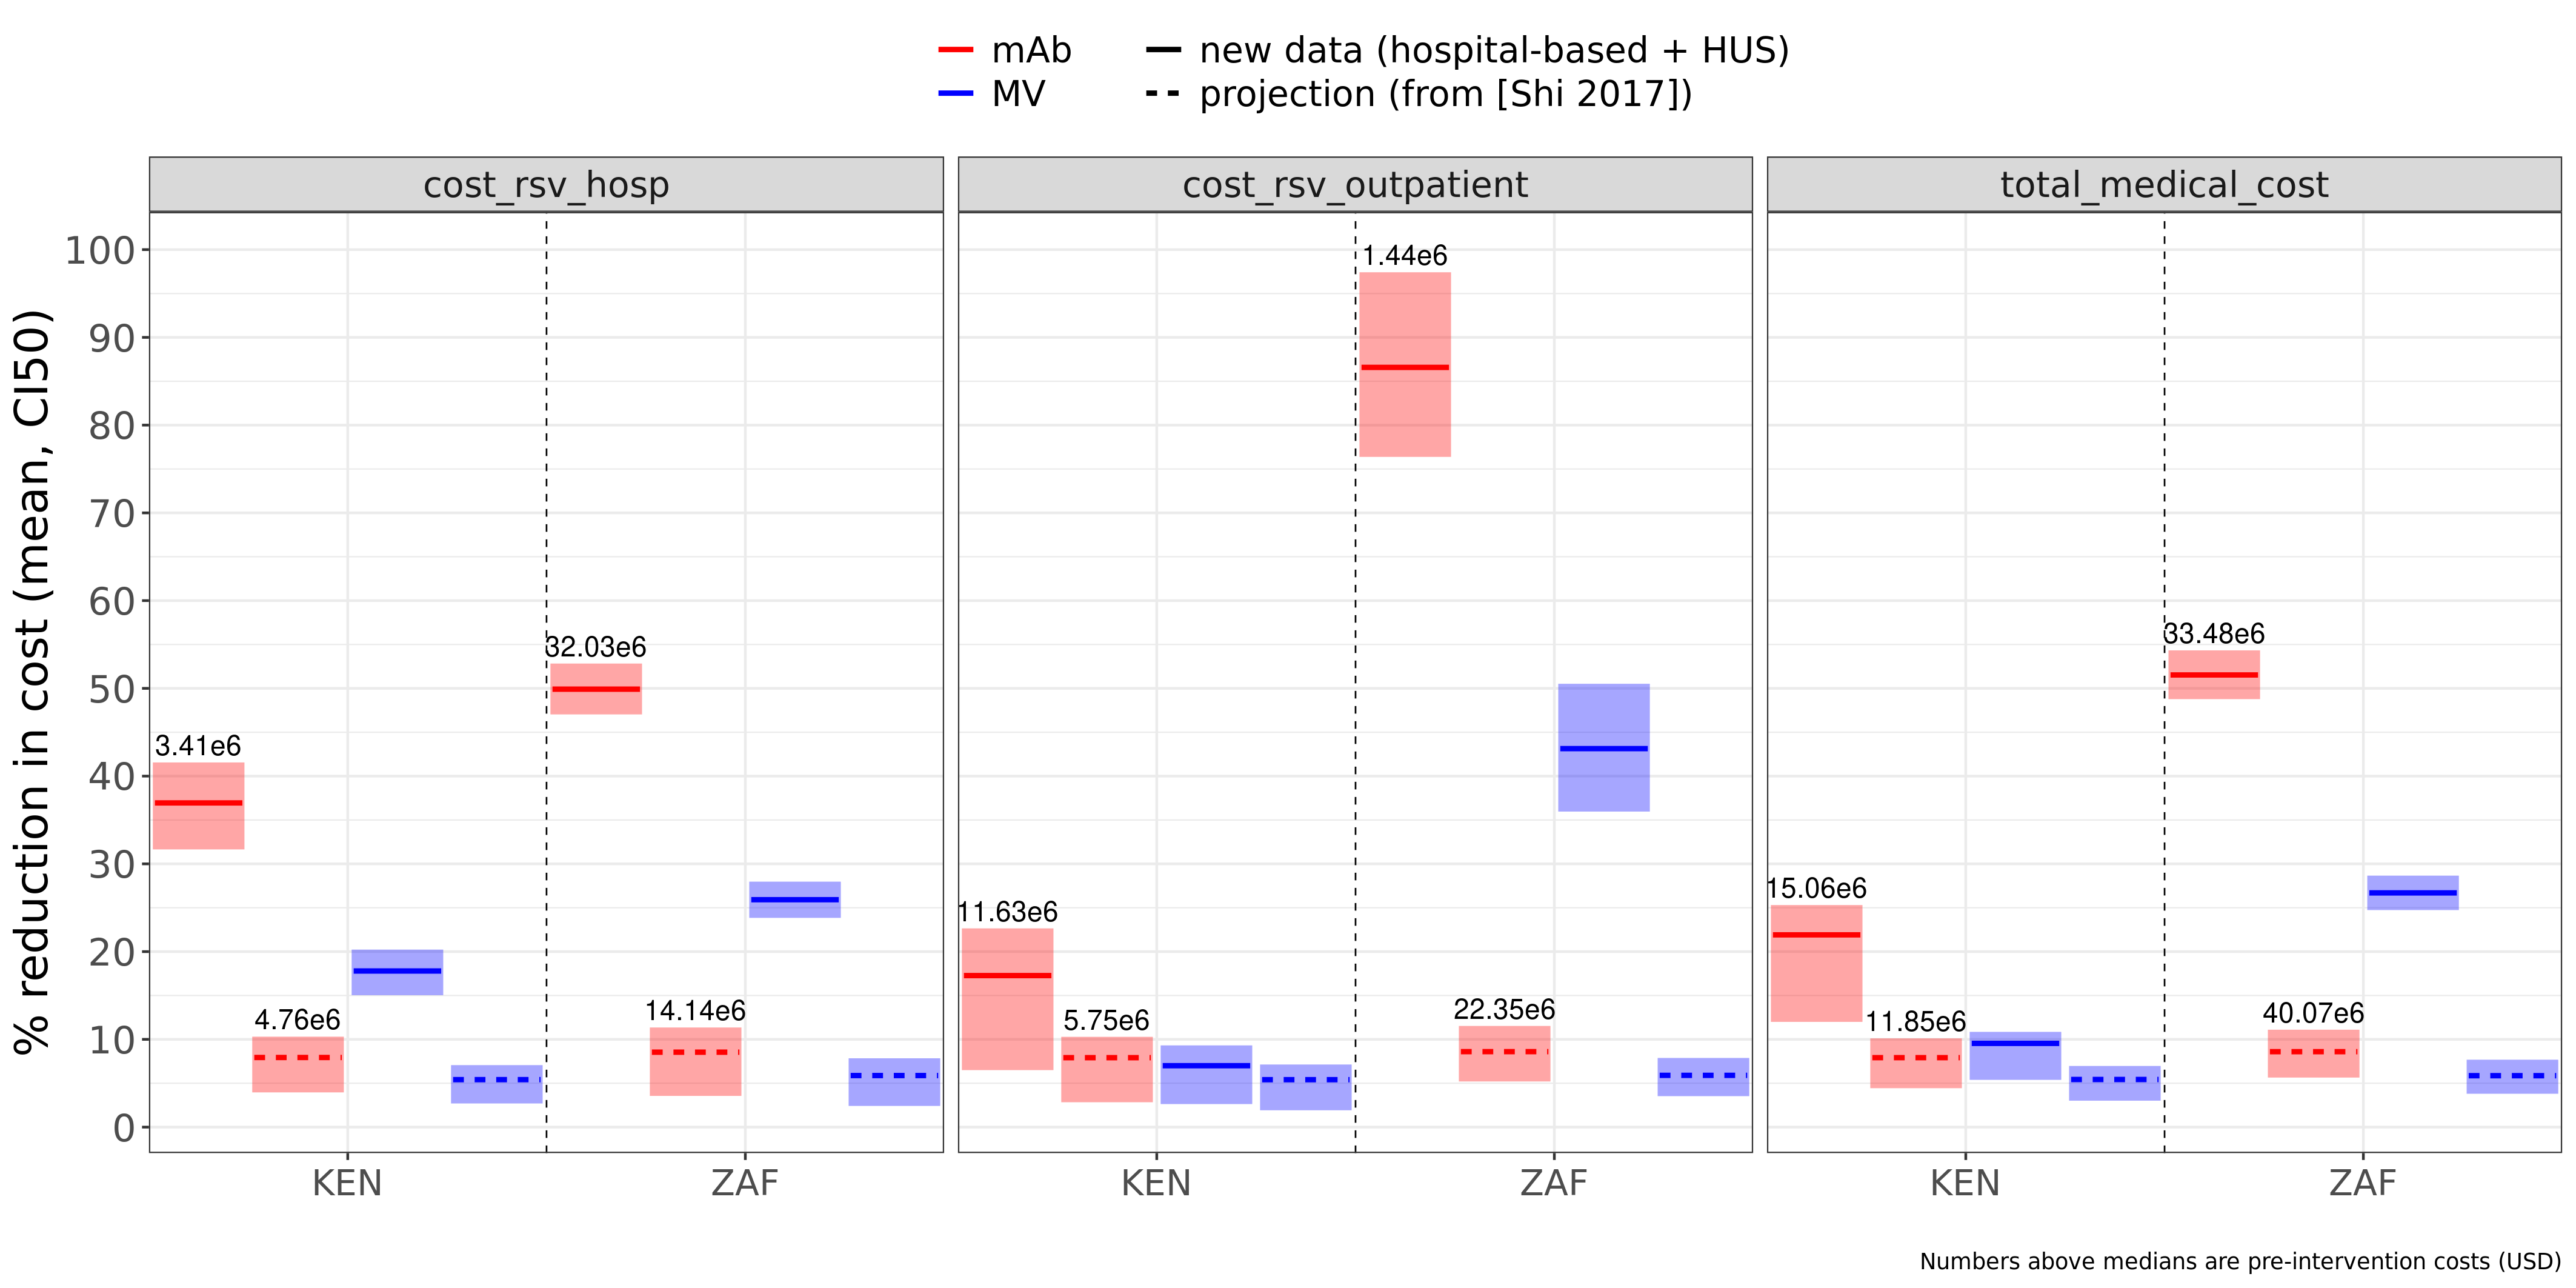 mAb
MV
new data (hospital-based + HUS)
projection (from [Shi 2017])
% reduction in cost (mean, CI50)
cost_rsv_hosp
cost_rsv_outpatient
total_medical_cost
100
90
80
70
60
50
40
30
20
10
0
3.41e6
4.76e6
32.03e6
14.14e6
11.63e6
5.75e6
1.44e6
22.35e6
15.06e6
11.85e6
33.48e6
40.07e6
KEN
ZAF
KEN
ZAF
KEN
ZAF
Numbers above medians are pre-intervention costs (USD)